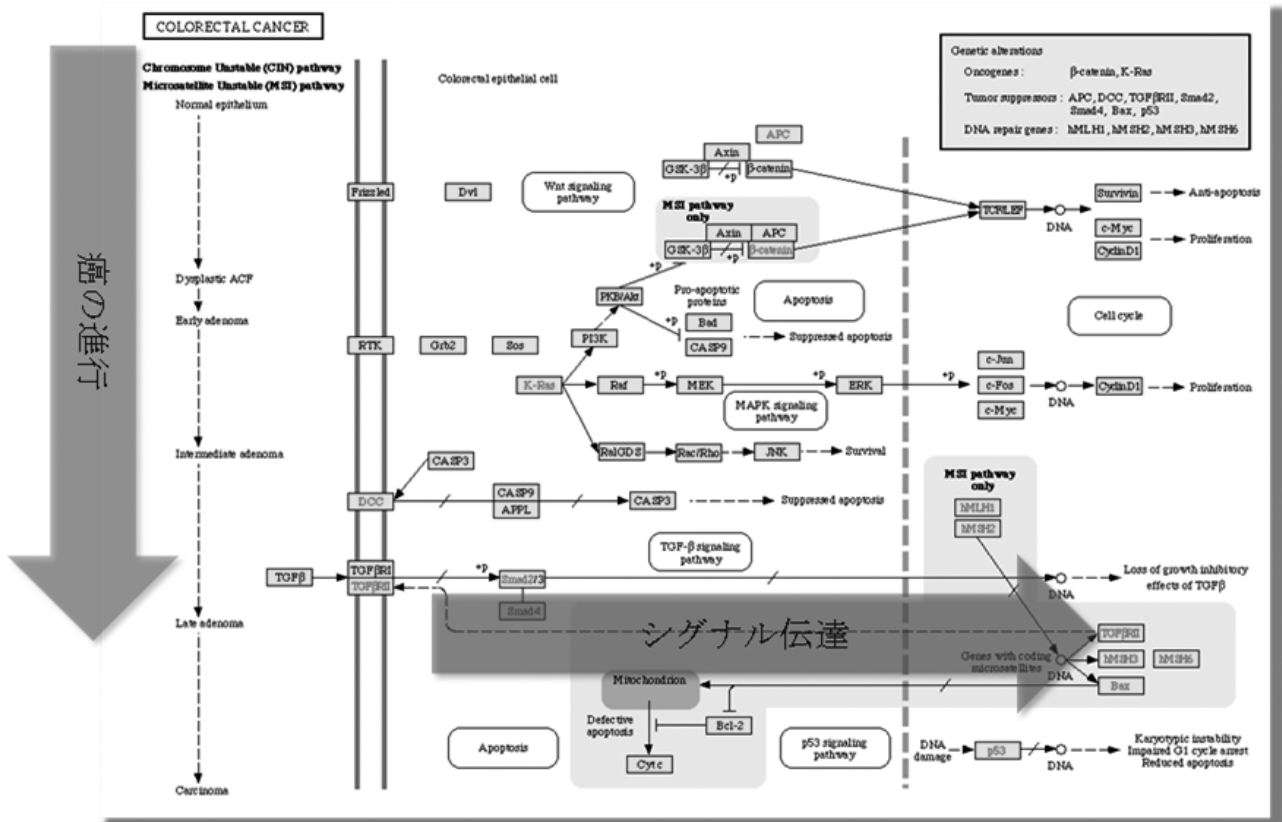 COLORECTAL CANCER
Chromosome Unstable (CIN) pathway
Microsatellite Unstable (MSI) pathway
Normal epithelium
Dysplastic ACF
Early adenoma
Intermediate adenoma
Late adenoma
Carcinoma
癌の進行
Colorectal epithelial cell
Genetic alterations
Oncogenes : β-catenin, K-Ras
Tumor suppressors : APC, DCC, TGFβRII, Smad2,
Smad4, Bax, p53
DNA repair genes : hMLH1, hMSH2, hMSH3, hMSH6
APC
Axin
GSK-3β
+p
β-catenin
Frizzled
Dvl
Wnt signaling
pathway
MSI pathway
only
Axin
APC
GSK-3β
+p
β-catenin
TCF/LEF
DNA
Survivin
Anti-apoptosis
c-Myc
CyclinD1
Proliferation
+p
PKB/Akt
Pro-apoptotic
proteins
Apoptosis
+p
Bad
CASP9
Suppressed apoptosis
Cell cycle
RTK
Grb2
Sos
PI3K
K-Ras
Raf
+p
MEK
+p
ERK
+p
c-Jun
c-Fos
c-Myc
DNA
CyclinD1
Proliferation
MAPK signaling
pathway
RalGDS
Rac/Rho
JNK
Survival
CASP3
DCC
CASP9
APPL
CASP3
Suppressed apoptosis
MSI pathway
only
hMLH1
hMSH2
TGF-β signaling
pathway
TGFβ
TGFβRI
TGFβRII
+p
Smad2/3
Smad4
DNA
Loss of growth inhibitory
effects of TGFβ
シグナル伝達
Genes with coding
microsatellites
DNA
TGFβRII
hMSH3
hMSH6
Bax
Mitochondrion
Defective
apoptosis
Bcl-2
Cytc
Apoptosis
p53 signaling
pathway
DNA
damage
p53
DNA
Karyotypic instability
Impaired G1 cycle arrest
Reduced apoptosis